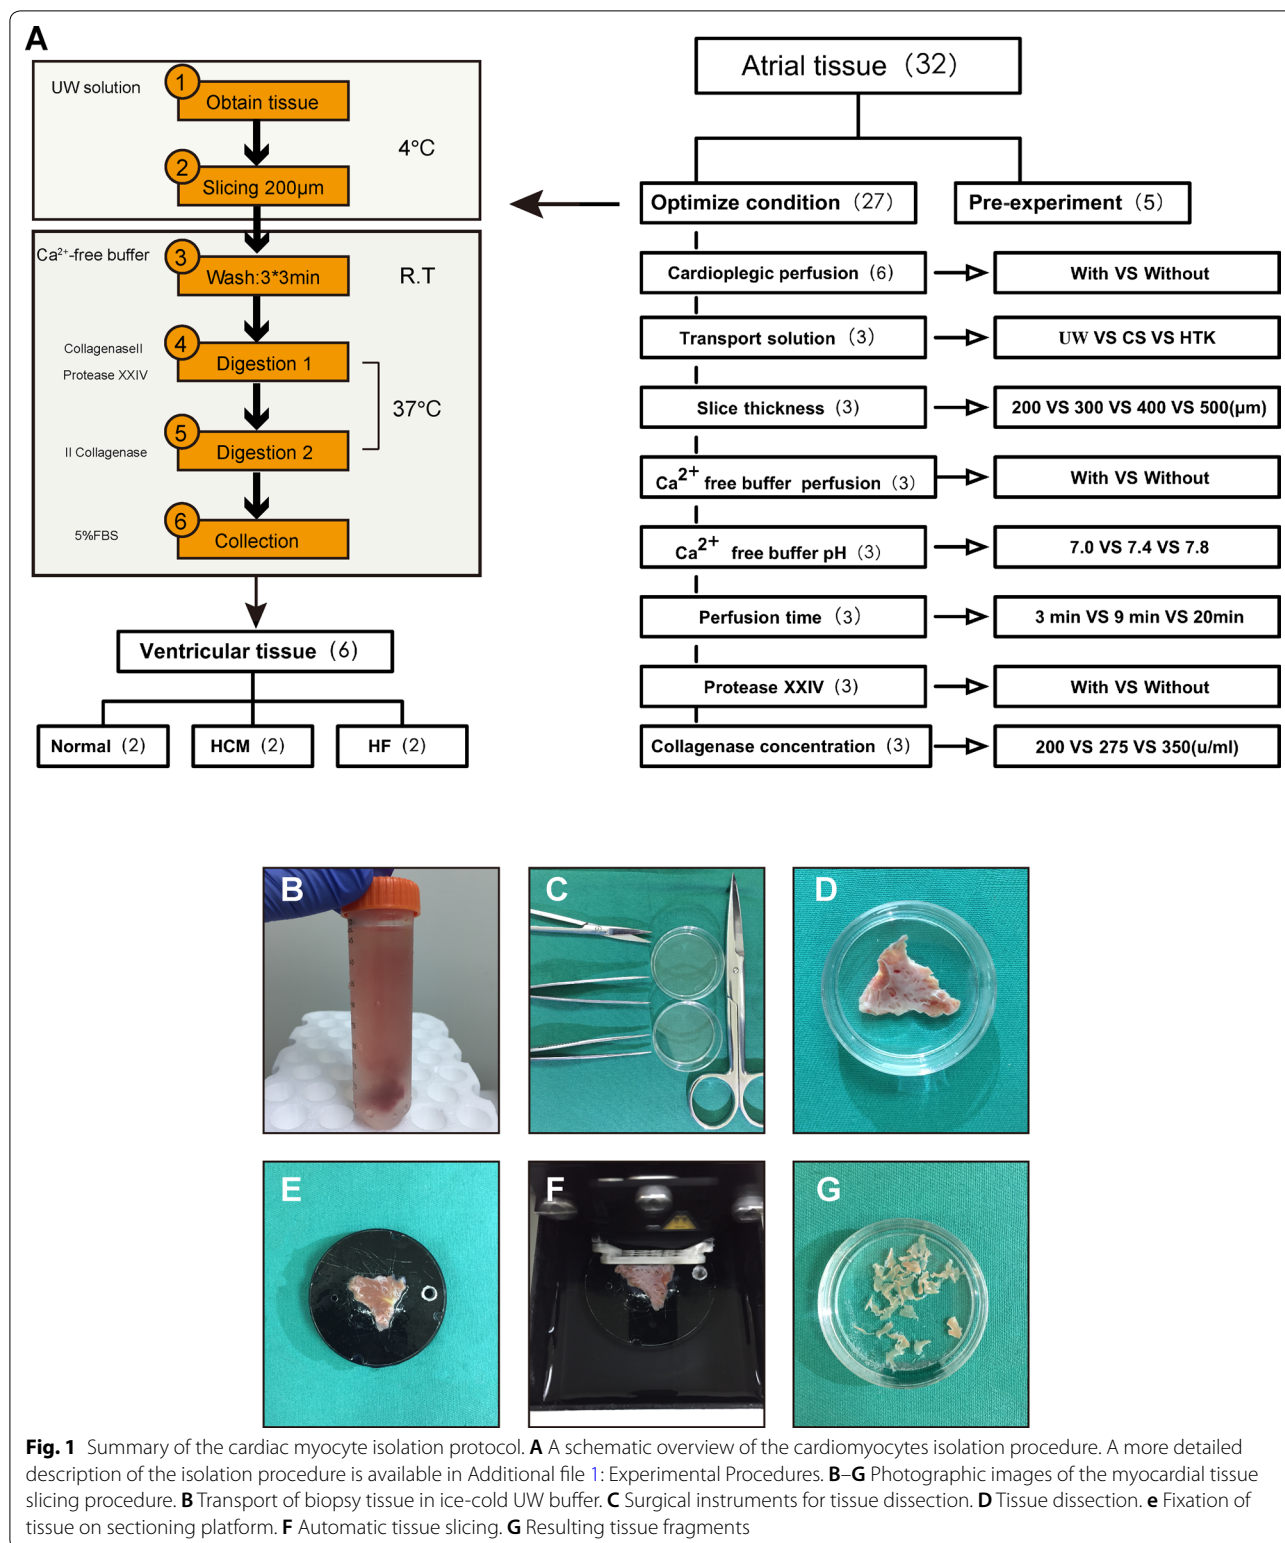 A
UW solution
1
Obtain tissue
4°C
2
Slicing 200μm
Ca²⁺-free buffer
3
Wash:3*3min
R.T
CollagenaseII
Protease XXIV
4
Digestion 1
37°C
II Collagenase
5
Digestion 2
5%FBS
6
Collection
Ventricular tissue (6)
Normal (2)
HCM (2)
HF (2)
Atrial tissue (32)
Optimize condition (27)
Pre-experiment (5)
Cardioplegic perfusion (6)
With VS Without
Transport solution (3)
UW VS CS VS HTK
Slice thickness (3)
200 VS 300 VS 400 VS 500(μm)
Ca²⁺ free buffer perfusion (3)
With VS Without
Ca²⁺ free buffer pH (3)
7.0 VS 7.4 VS 7.8
Perfusion time (3)
3 min VS 9 min VS 20min
Protease XXIV (3)
With VS Without
Collagenase concentration (3)
200 VS 275 VS 350(u/ml)
B
C
D
E
F
G
Fig. 1 Summary of the cardiac myocyte isolation protocol. A A schematic overview of the cardiomyocytes isolation procedure. A more detailed
description of the isolation procedure is available in Additional file 1: Experimental Procedures. B–G Photographic images of the myocardial tissue
slicing procedure. B Transport of biopsy tissue in ice-cold UW buffer. C Surgical instruments for tissue dissection. D Tissue dissection. e Fixation of
tissue on sectioning platform. F Automatic tissue slicing. G Resulting tissue fragments